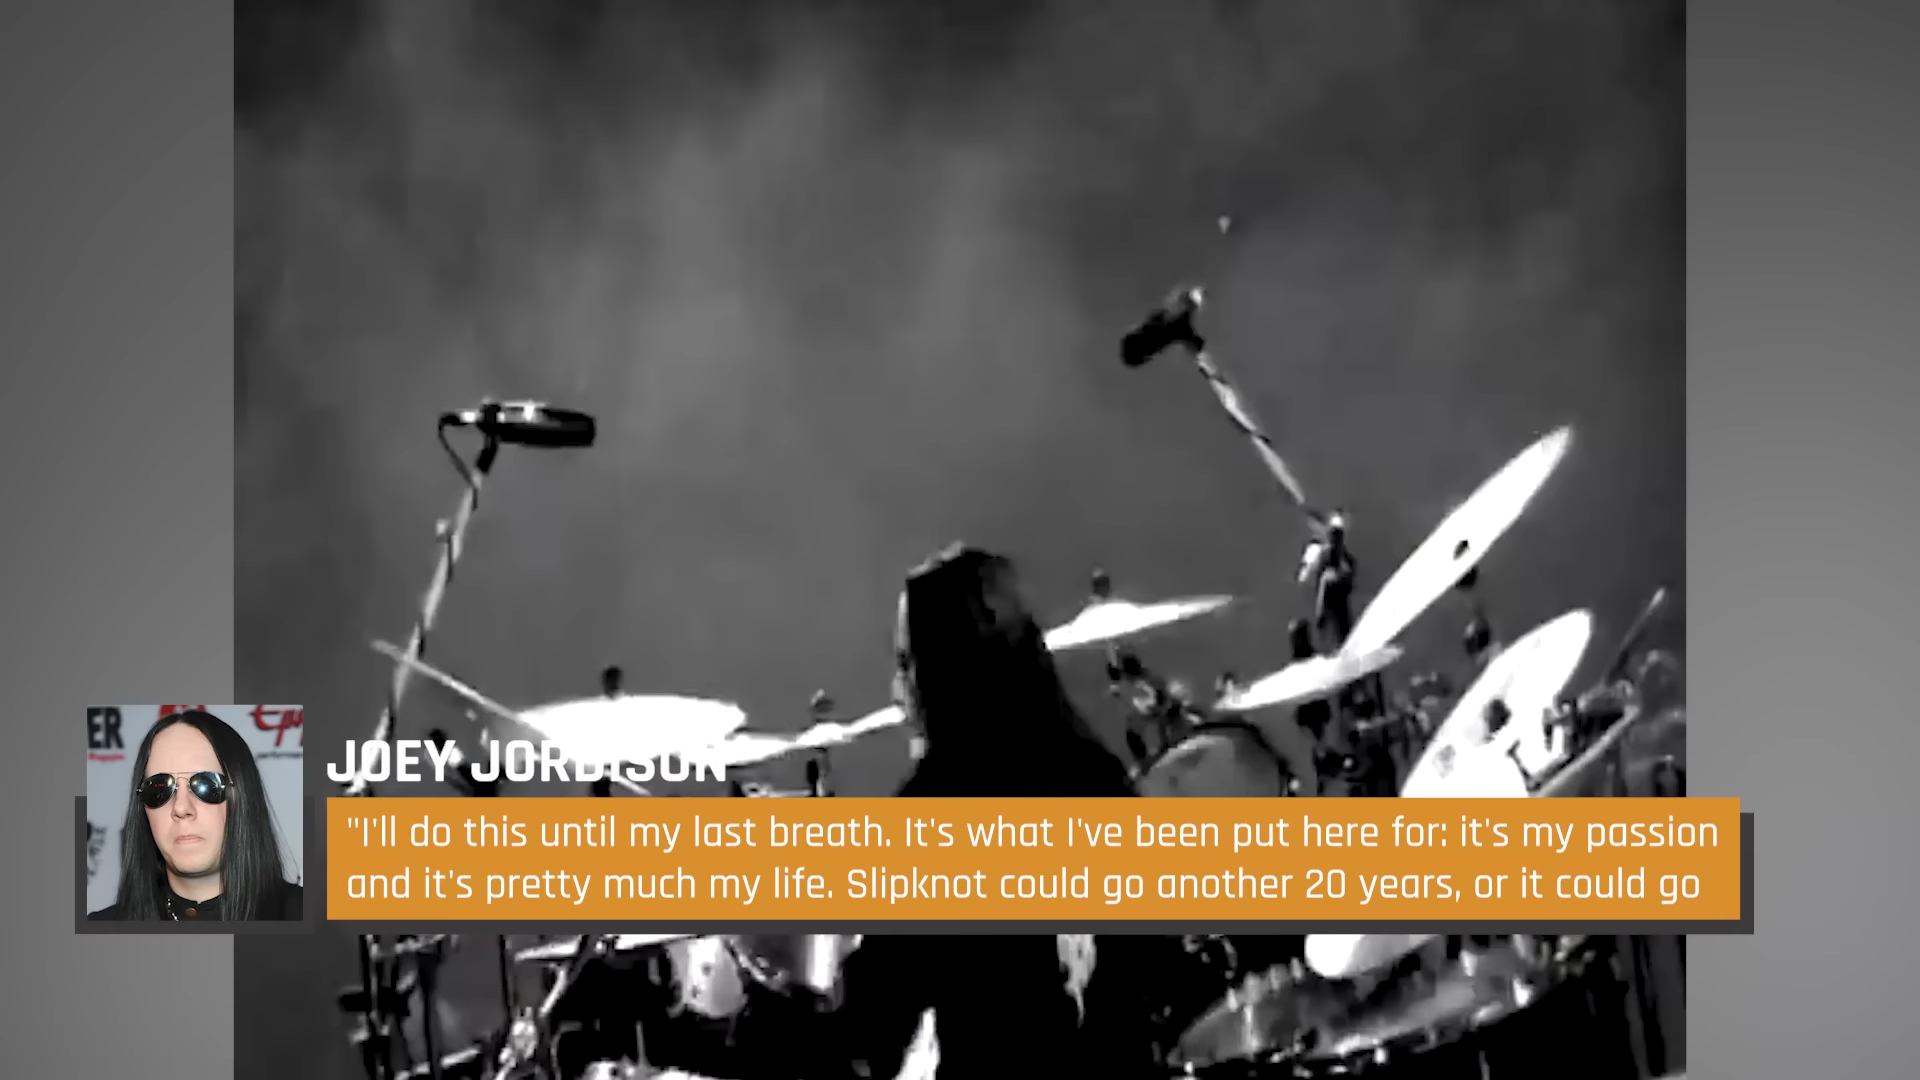 JOEY JORDISON
"I'll do this until my last breath. It's what I've been put here for: it's my passion
and it's pretty much my life. Slipknot could go another 20 years, or it could go
ER